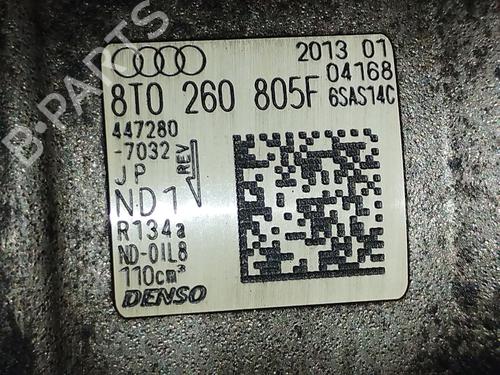 B-PARTS
2013 01
04168
8T0 260 805F 6SAS14C
447280
-7032
JP
REV
ND1
R134a
ND-OIL8
110cm³
DENSO